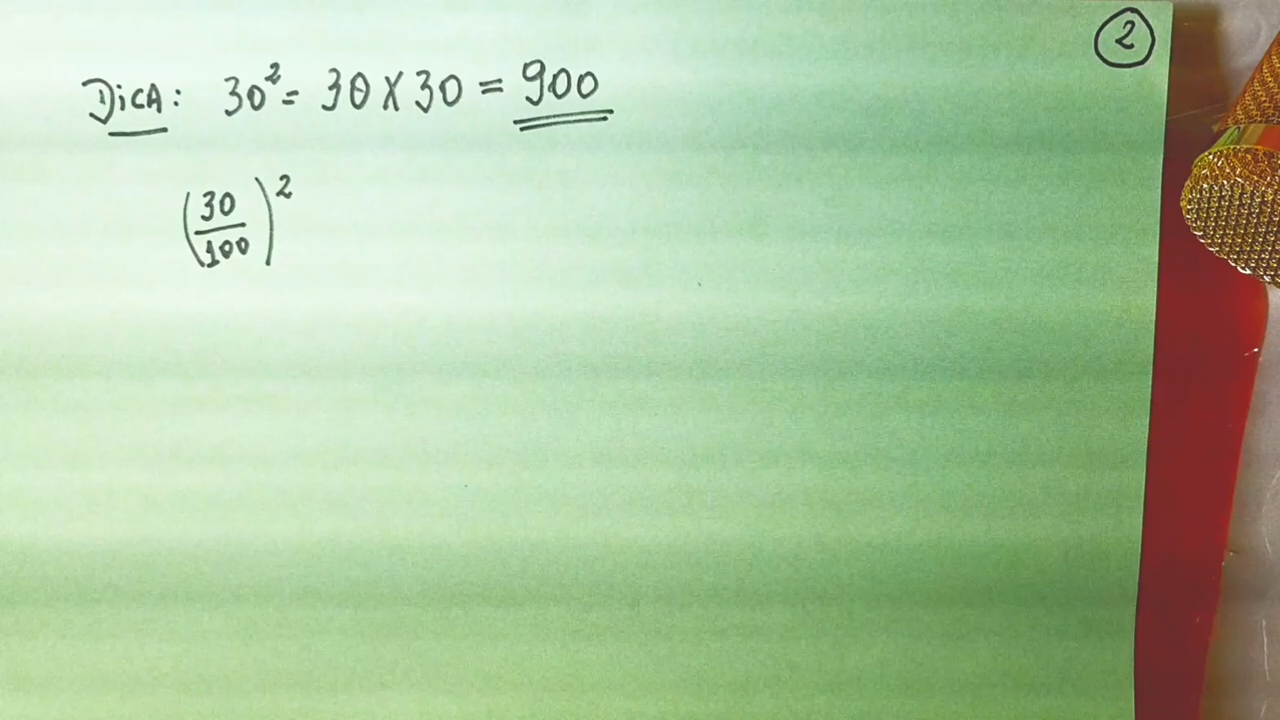 ②
DiCA: 30² = 30 X 30 = 900
(30/100)²